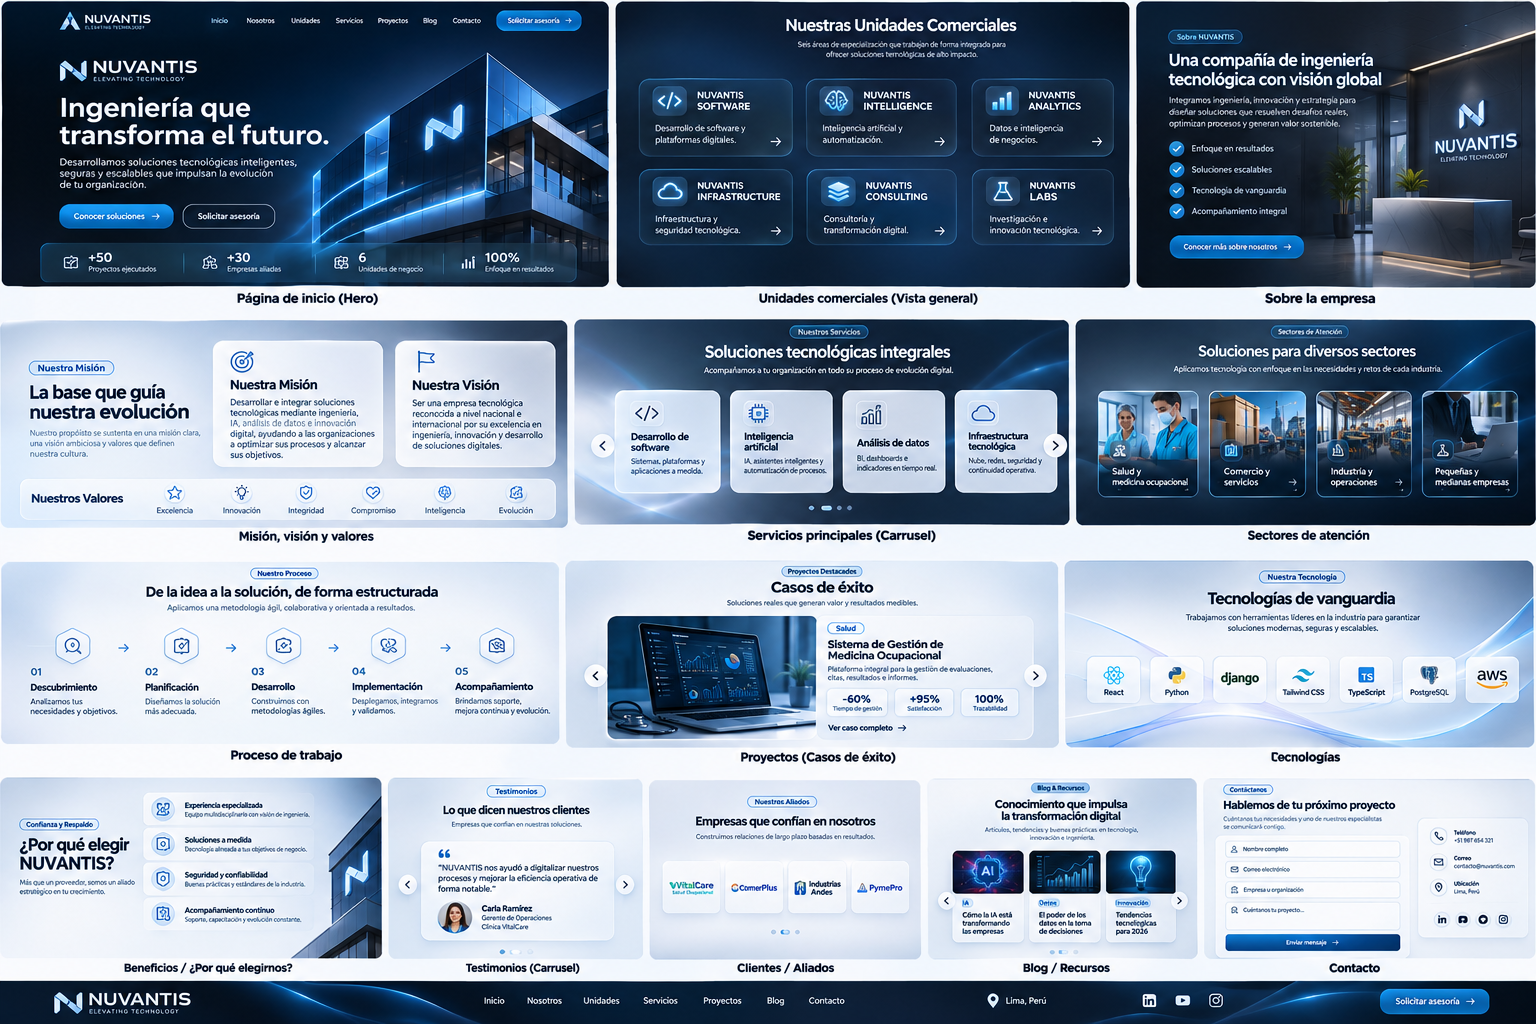 NUVANTIS
ELEVATING TECHNOLOGY
Inicio
Nosotros
Unidades
Servicios
Proyectos
Blog
Contacto
Solicitar asesoría
NUVANTIS
ELEVATING TECHNOLOGY
Ingeniería que
transforma el futuro.
Desarrollamos soluciones tecnológicas inteligentes,
seguras y escalables que impulsan la evolución
de tu organización.
Conocer soluciones
Solicitar asesoría
+50
Proyectos ejecutados
+30
Empresas aliadas
6
Unidades de negocio
100%
Enfoque en resultados
Página de inicio (Hero)
Nuestras Unidades Comerciales
Seis áreas de especialización que trabajan de forma integrada para
ofrecer soluciones tecnológicas de alto impacto.
NUVANTIS
SOFTWARE
Desarrollo de software y
plataformas digitales.
NUVANTIS
INTELLIGENCE
Inteligencia artificial y
automatización.
NUVANTIS
ANALYTICS
Datos e inteligencia
de negocios.
NUVANTIS
INFRASTRUCTURE
Infraestructura y
seguridad tecnológica.
NUVANTIS
CONSULTING
Consultoría y
transformación digital.
NUVANTIS
LABS
Investigación e
innovación tecnológica.
Unidades comerciales (Vista general)
Sobre NUVANTIS
Una compañía de ingeniería
tecnológica con visión global
Integramos ingeniería, innovación y estrategia para
diseñar soluciones que resuelven desafíos reales,
optimizan procesos y generan valor sostenible.
Enfoque en resultados
Soluciones escalables
Tecnología de vanguardia
Acompañamiento integral
Conocer más sobre nosotros
NUVANTIS
ELEVATING TECHNOLOGY
Sobre la empresa
Nuestro Misión
La base que guía
nuestra evolución
Nuestro propósito se sustenta en una misión clara,
una visión ambiciosa y valores que definen
nuestra cultura.
Nuestra Misión
Desarrollar e integrar soluciones
tecnológicas mediante ingeniería,
IA, análisis de datos e innovación
digital, ayudando a las organizaciones
a optimizar sus procesos y alcanzar
sus objetivos.
Nuestra Visión
Ser una empresa tecnológica
reconocida a nivel nacional e
internacional por su excelencia en
ingeniería, innovación y desarrollo
de soluciones digitales.
Nuestros Valores
Excelencia
Innovación
Integridad
Compromiso
Inteligencia
Evolución
Misión, visión y valores
Nuestros Servicios
Soluciones tecnológicas integrales
Acompañamos a tu organización en todo su proceso de evolución digital.
Desarrollo de
software
Sistemas, plataformas y
aplicaciones a medida.
Inteligencia
artificial
IA, asistentes inteligentes y
automatización de procesos.
Análisis de datos
BI, dashboards e
indicadores en tiempo real.
Infraestructura
tecnológica
Nube, redes, seguridad y
continuidad operativa.
Servicios principales (Carrusel)
Sectores de Atención
Soluciones para diversos sectores
Aplicamos tecnología con enfoque en las necesidades y retos de cada industria.
Salud y
medicina ocupacional
Comercio y
servicios
Industria y
operaciones
Pequeñas y
medianas empresas
Sectores de atención
Nuestro Proceso
De la idea a la solución, de forma estructurada
Aplicamos una metodología ágil, colaborativa y orientada a resultados.
01
Descubrimiento
Analizamos tus
necesidades y objetivos.
02
Planificación
Diseñamos la solución
más adecuada.
03
Desarrollo
Construimos con
metodologías ágiles.
04
Implementación
Desplegamos, integramos
y validamos.
05
Acompañamiento
Brindamos soporte,
mejora continua y evolución.
Proceso de trabajo
Proyectos Destacados
Casos de éxito
Soluciones reales que generan valor y resultados medibles.
Salud
Sistema de Gestión de
Medicina Ocupacional
Plataforma integral para la gestión de evaluaciones,
citas, resultados e informes.
-60%
Tiempo de gestión
+95%
Satisfacción
100%
Trazabilidad
Ver caso completo
Proyectos (Casos de éxito)
Nuestra Tecnología
Tecnologías de vanguardia
Trabajamos con herramientas líderes en la industria para garantizar
soluciones modernas, seguras y escalables.
React
Python
django
Tailwind CSS
TS
TypeScript
PostgreSQL
aws
Tecnologías
Confianza y Respaldo
¿Por qué elegir
NUVANTIS?
Más que un proveedor, somos un aliado
estratégico en tu crecimiento.
Experiencia especializada
Equipo multidisciplinario con visión de ingeniería.
Soluciones a medida
Tecnología alineada a tus objetivos de negocio.
Seguridad y confiabilidad
Buenas prácticas y estándares de la industria.
Acompañamiento continuo
Soporte, capacitación y evolución constante.
Beneficios / ¿Por qué elegirnos?
Testimonios
Lo que dicen nuestros clientes
Empresas que confían en nuestras soluciones.
“NUVANTIS nos ayudó a digitalizar nuestros
procesos y mejorar la eficiencia operativa de
forma notable.”
Carla Ramírez
Gerente de Operaciones
Clínica VitalCare
Testimonios (Carrusel)
Nuestros Aliados
Empresas que confían en nosotros
Construimos relaciones de largo plazo basadas en resultados.
VitalCare
Salud Ocupacional
ComerPlus
Industrias
Andes
PymePro
Clientes / Aliados
Blog & Recursos
Conocimiento que impulsa
la transformación digital
Artículos, tendencias y buenas prácticas en tecnología,
innovación e ingeniería.
AI
IA
Cómo la IA está
transformando
las empresas
Datos
El poder de los
datos en la toma
de decisiones
Innovación
Tendencias
tecnológicas
para 2026
Blog / Recursos
Contáctanos
Hablemos de tu próximo proyecto
Cuéntanos tus necesidades y uno de nuestros especialistas
se comunicará contigo.
Nombre completo
Correo electrónico
Empresa u organización
Cuéntanos tu proyecto...
Enviar mensaje
Teléfono
+51 987 654 321
Correo
contacto@nuvantis.com
Ubicación
Lima, Perú
Contacto
NUVANTIS
ELEVATING TECHNOLOGY
Inicio
Nosotros
Unidades
Servicios
Proyectos
Blog
Contacto
Lima, Perú
Solicitar asesoría